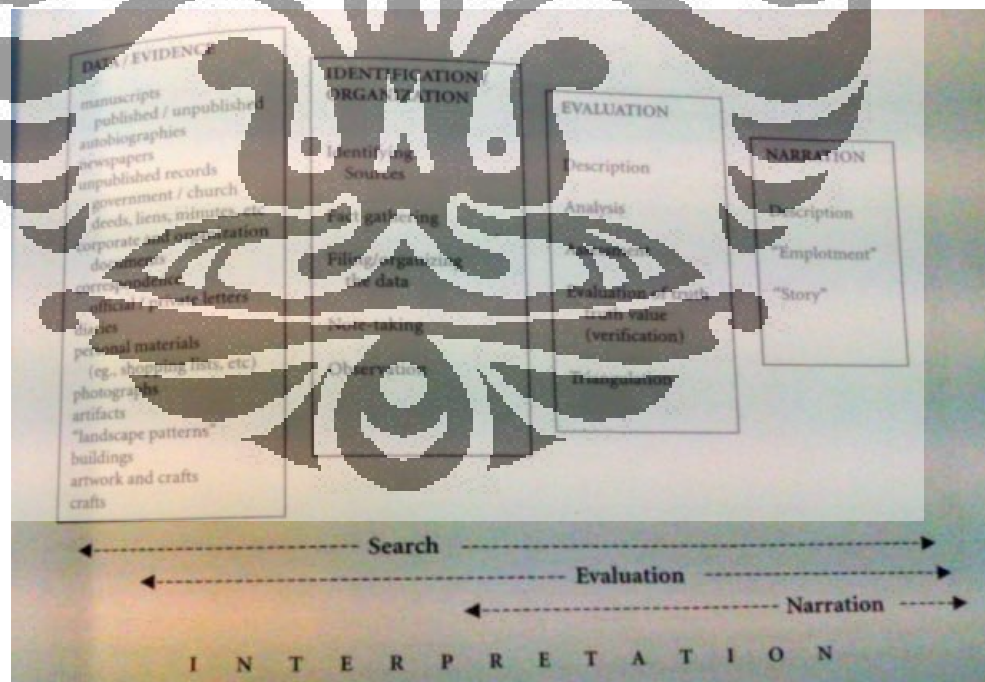 DATA / EVIDENCE
manuscripts
published / unpublished
autobiographies
newspapers
unpublished records
government / church
deeds, liens, minutes, etc
corporate and organization
documents
correspondence
official / private letters
diaries
personal materials
(eg., shopping lists, etc)
photographs
artifacts
"landscape patterns"
buildings
artwork and crafts
crafts
IDENTIFICATION/
ORGANIZATION
Identifying
Sources
Fact gathering
Filing/organizing
the data
Note-taking
Observation
EVALUATION
Description
Analysis
Evaluation of truth
truth value
(verification)
Triangulation
NARRATION
Description
"Emplotment"
"Story"
Search
Evaluation
Narration
I N T E R P R E T A T I O N